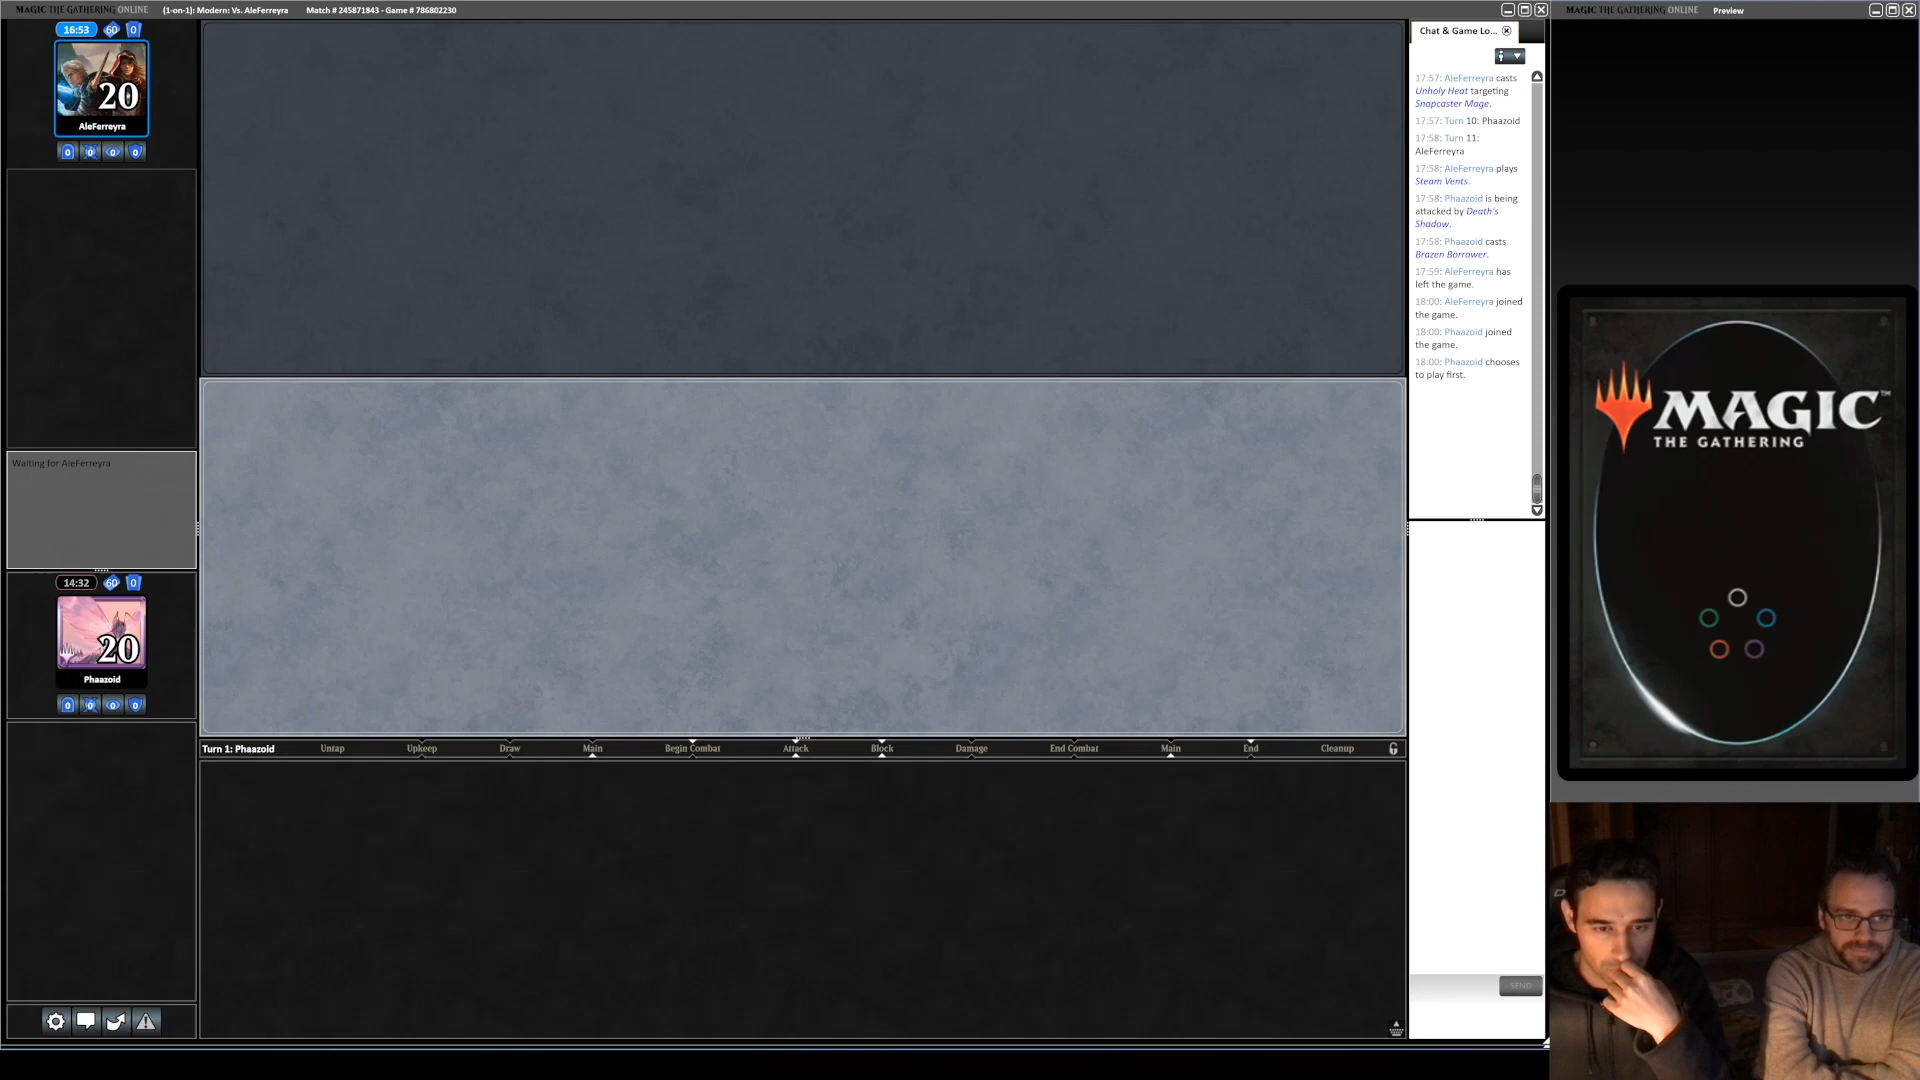 MAGIC THE GATHERING ONLINE (1-on-1): Modern: Vs. AleFerreyra Match # 245871843 - Game # 786802230
MAGIC THE GATHERING ONLINE Preview
16:53 60 0
20
AleFerreyra
0 0 0 0
Waiting for AleFerreyra
14:32 60 0
20
Phaazoid
0 0 0 0
Turn 1: Phaazoid Untap Upkeep Draw Main Begin Combat Attack Block Damage End Combat Main End Cleanup
Chat & Game Lo...
17:57: AleFerreyra casts
Unholy Heat targeting
Snapcaster Mage.
17:57: Turn 10: Phaazoid
17:58: Turn 11:
AleFerreyra
17:58: AleFerreyra plays
Steam Vents.
17:58: Phaazoid is being
attacked by Death's
Shadow.
17:58: Phaazoid casts
Brazen Borrower.
17:59: AleFerreyra has
left the game.
18:00: AleFerreyra joined
the game.
18:00: Phaazoid joined
the game.
18:00: Phaazoid chooses
to play first.
SEND
MAGIC™
THE GATHERING